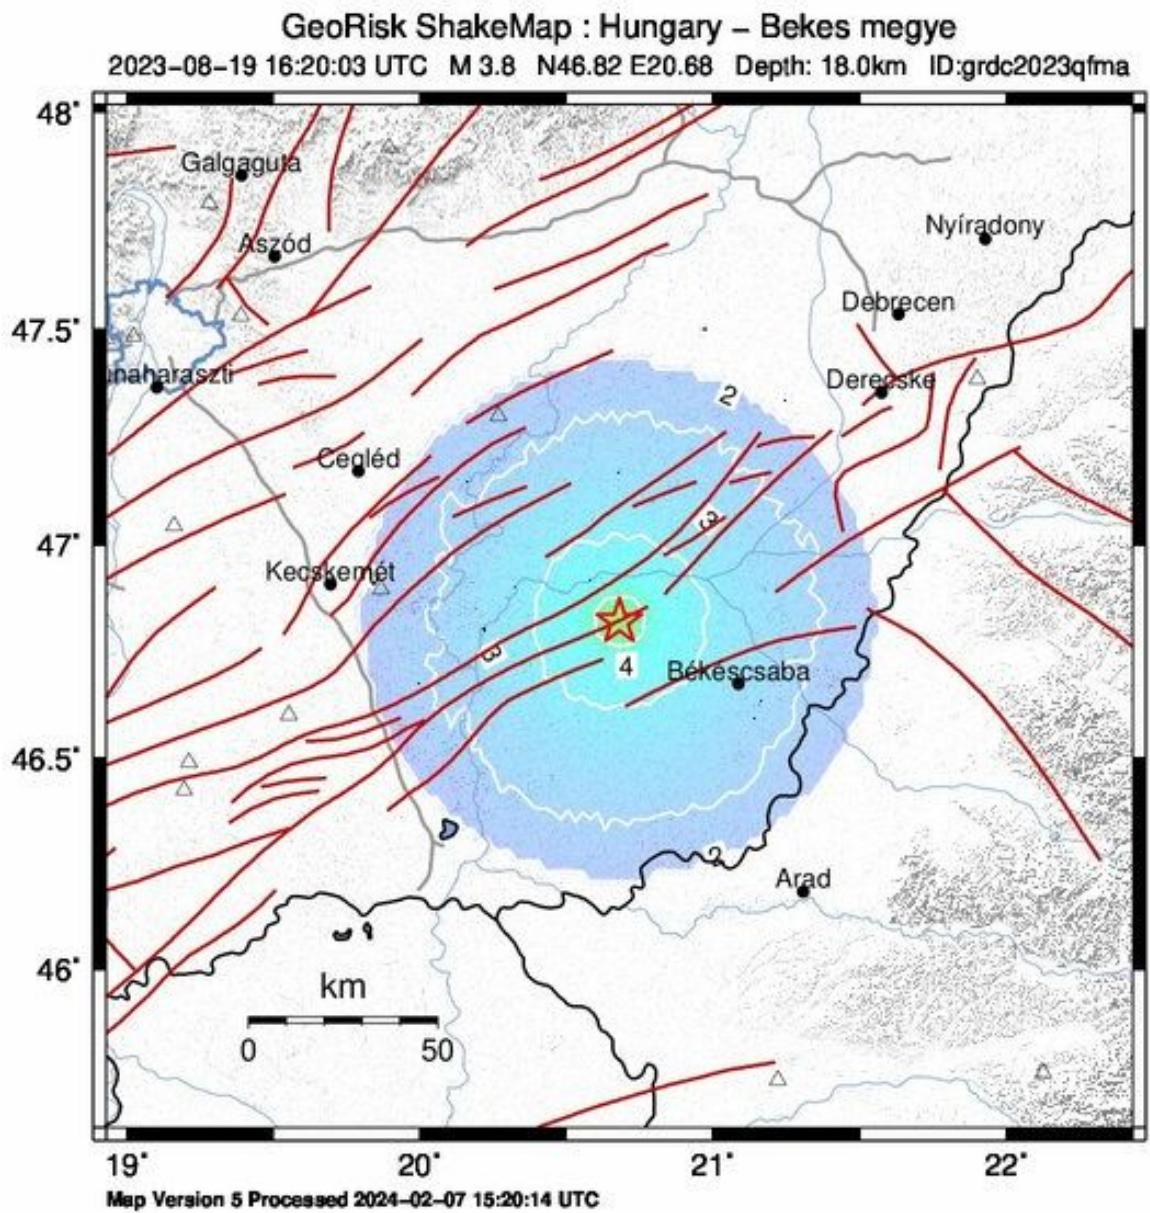 GeoRisk ShakeMap : Hungary – Bekes megye
2023–08–19 16:20:03 UTC M 3.8 N46.82 E20.68 Depth: 18.0km ID:grdc2023qfma
48˚
Galgaguta
Nyíradony
Aszód
Debrecen
47.5˚
naharaszti
Derecske
2
Cegléd
3
47˚
Kecskemét
3
4
Békéscsaba
46.5˚
2
Arad
46˚
km
0 50
19˚ 20˚ 21˚ 22˚
Map Version 5 Processed 2024–02–07 15:20:14 UTC